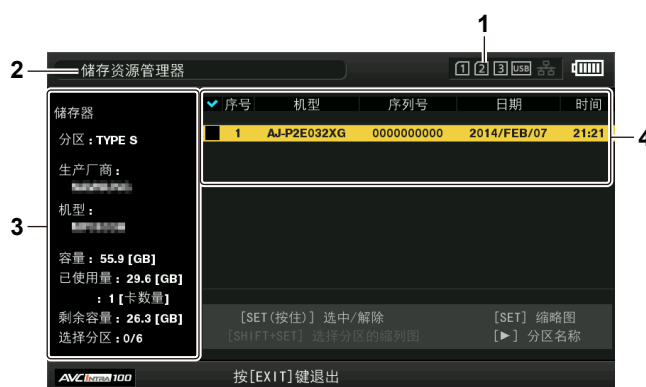 1
2
储存资源管理器
1 2 3 USB
储存器
分区：TYPE S
生产厂商：
机型：
容量：55.9 [GB]
已使用量：29.6 [GB]
：1 [卡数量]
剩余容量：26.3 [GB]
选择分区：0/6
3
序号 机型 序列号 日期 时间
1 AJ-P2E032XG 0000000000 2014/FEB/07 21:21
4
[SET(按住)] 选中/解除 [SET] 缩略图
[SHIFT+SET] 选择分区的缩列图 [▶] 分区名称
AVC INTRA 100 按[EXIT]键退出